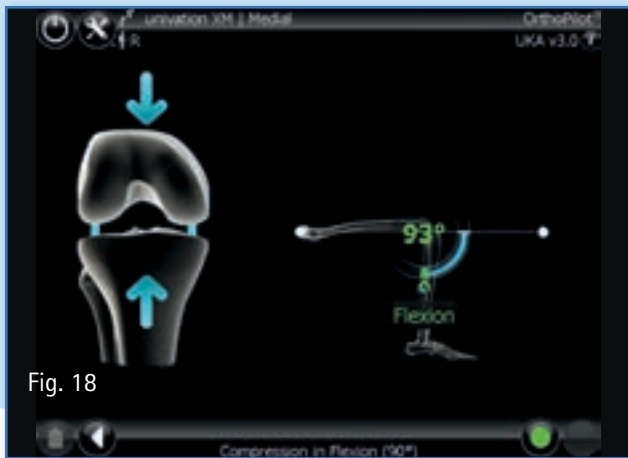 univation XM | Medial
OrthoPilot
R
UKA v3.0
93°
Flexion
Fig. 18
Compression in Flexion (90°)